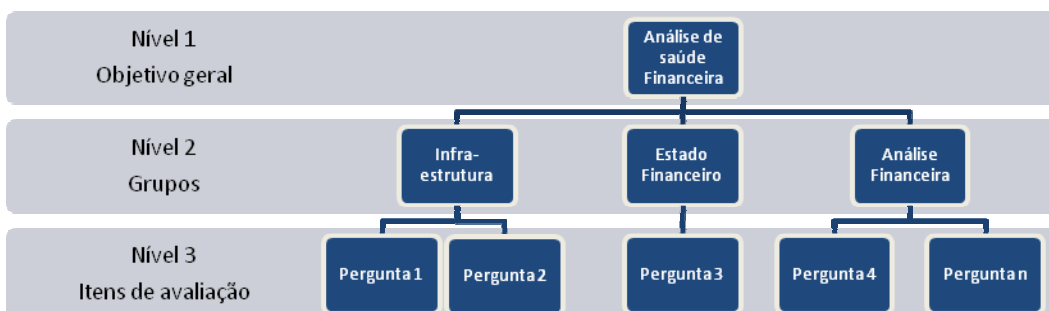 Nível 1
Objetivo geral
Análise de
saúde
Financeira
Nível 2
Grupos
Infra-
estrutura
Estado
Financeiro
Análise
Financeira
Nível 3
Itens de avaliação
Pergunta 1
Pergunta 2
Pergunta 3
Pergunta 4
Pergunta n